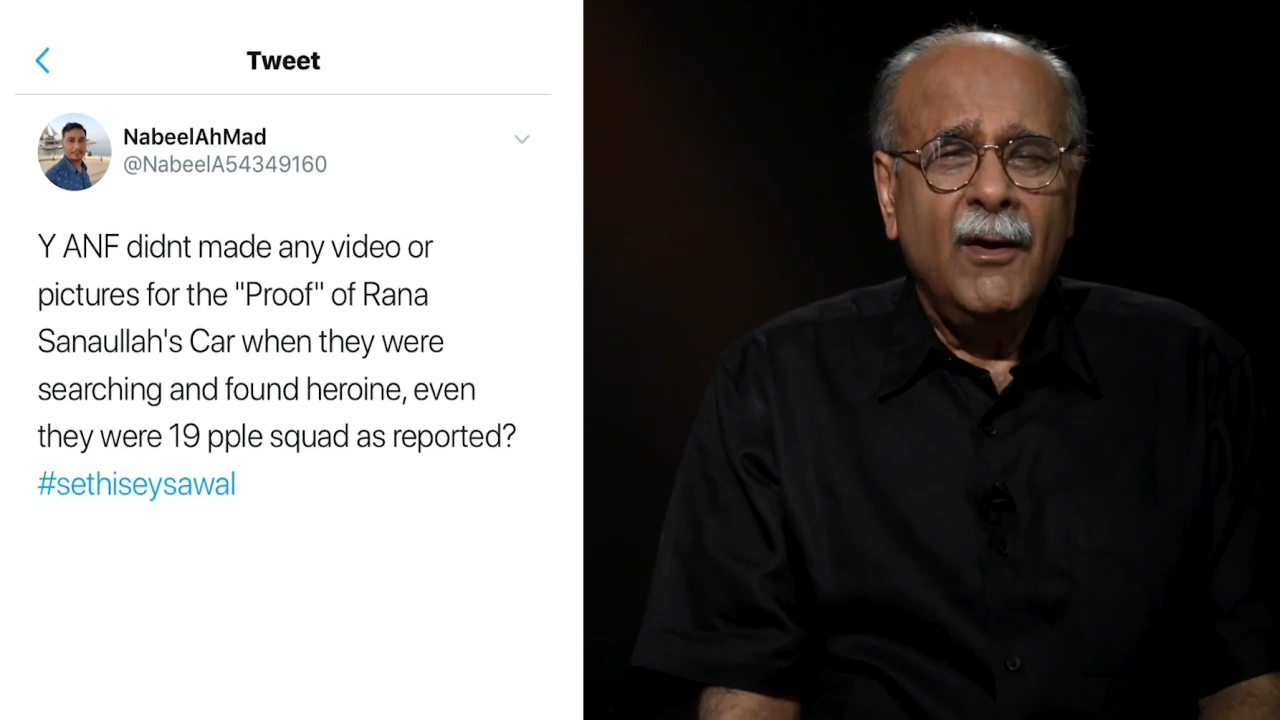 Tweet
NabeelAhMad
@NabeelA54349160
Y ANF didnt made any video or
pictures for the "Proof" of Rana
Sanaullah's Car when they were
searching and found heroine, even
they were 19 pple squad as reported?
#sethiseysawal